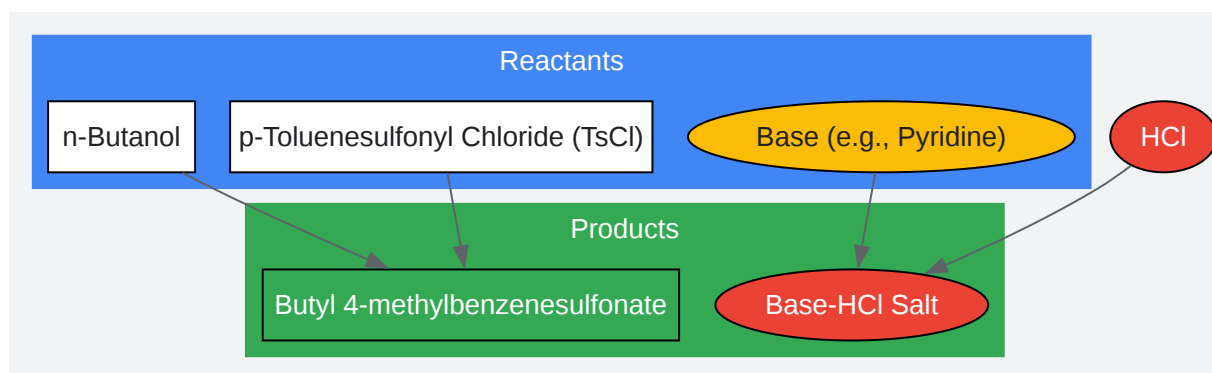 Reactants
n-Butanol
p-Toluenesulfonyl Chloride (TsCl)
Base (e.g., Pyridine)
HCl
Products
Butyl 4-methylbenzenesulfonate
Base-HCl Salt